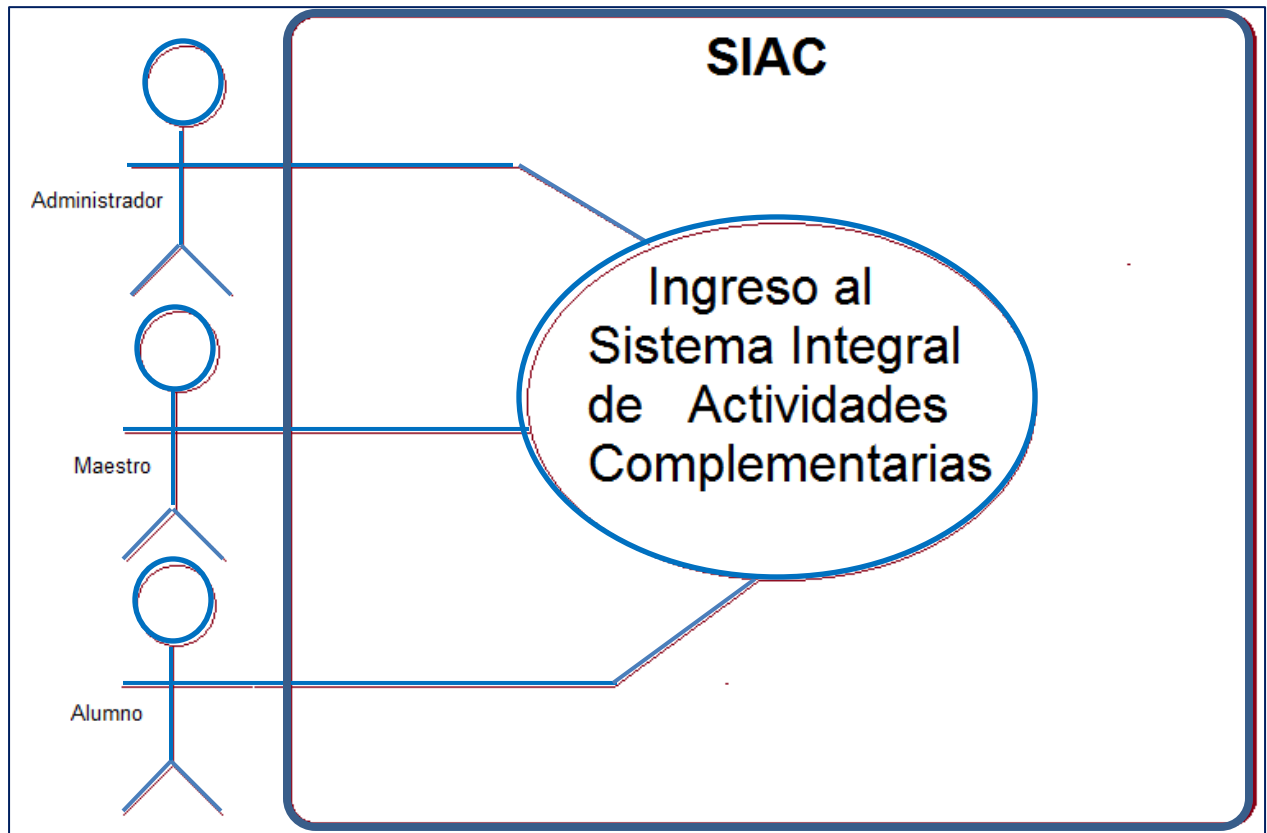 SIAC
Administrador
Ingreso al
Sistema Integral
de Actividades
Complementarias
Maestro
Alumno